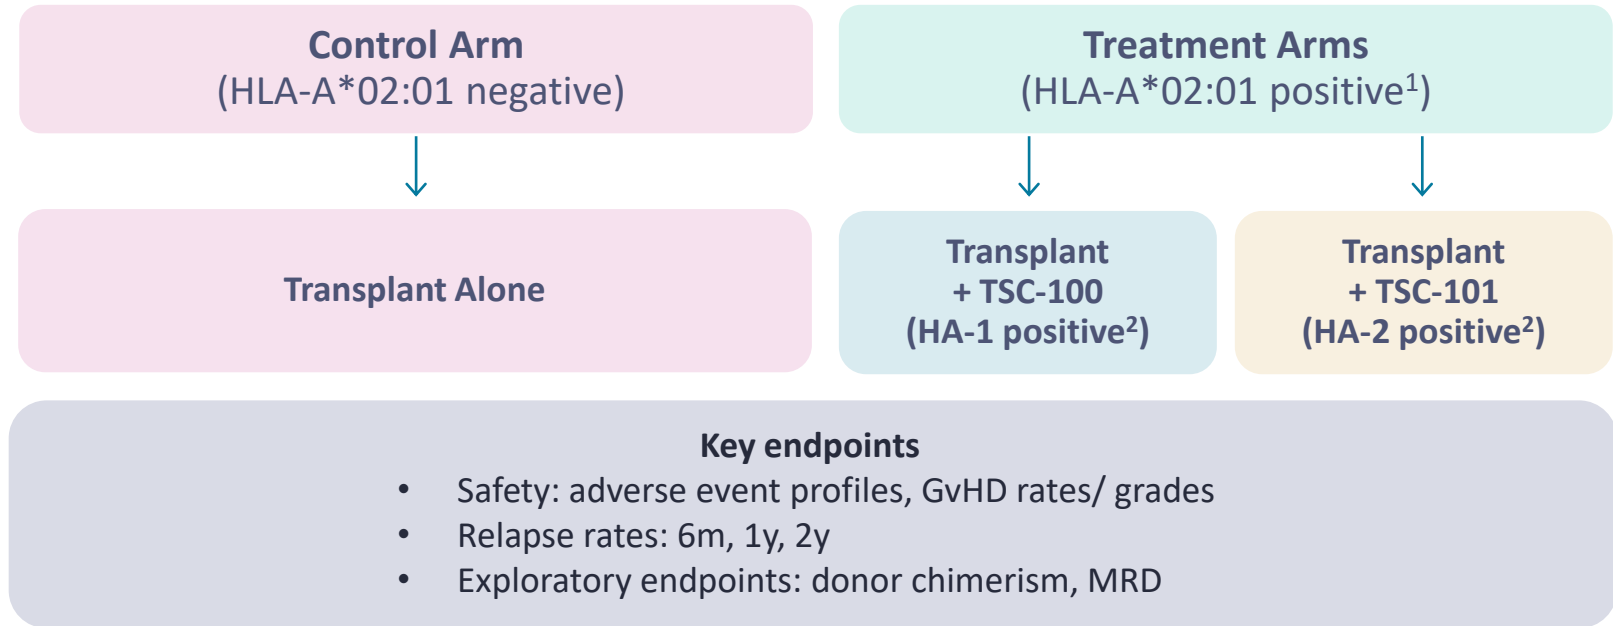 Control Arm
(HLA-A*02:01 negative)
Treatment Arms
(HLA-A*02:01 positive¹)
Transplant Alone
Transplant
+ TSC-100
(HA-1 positive²)
Transplant
+ TSC-101
(HA-2 positive²)
Key endpoints
• Safety: adverse event profiles, GvHD rates/ grades
• Relapse rates: 6m, 1y, 2y
• Exploratory endpoints: donor chimerism, MRD